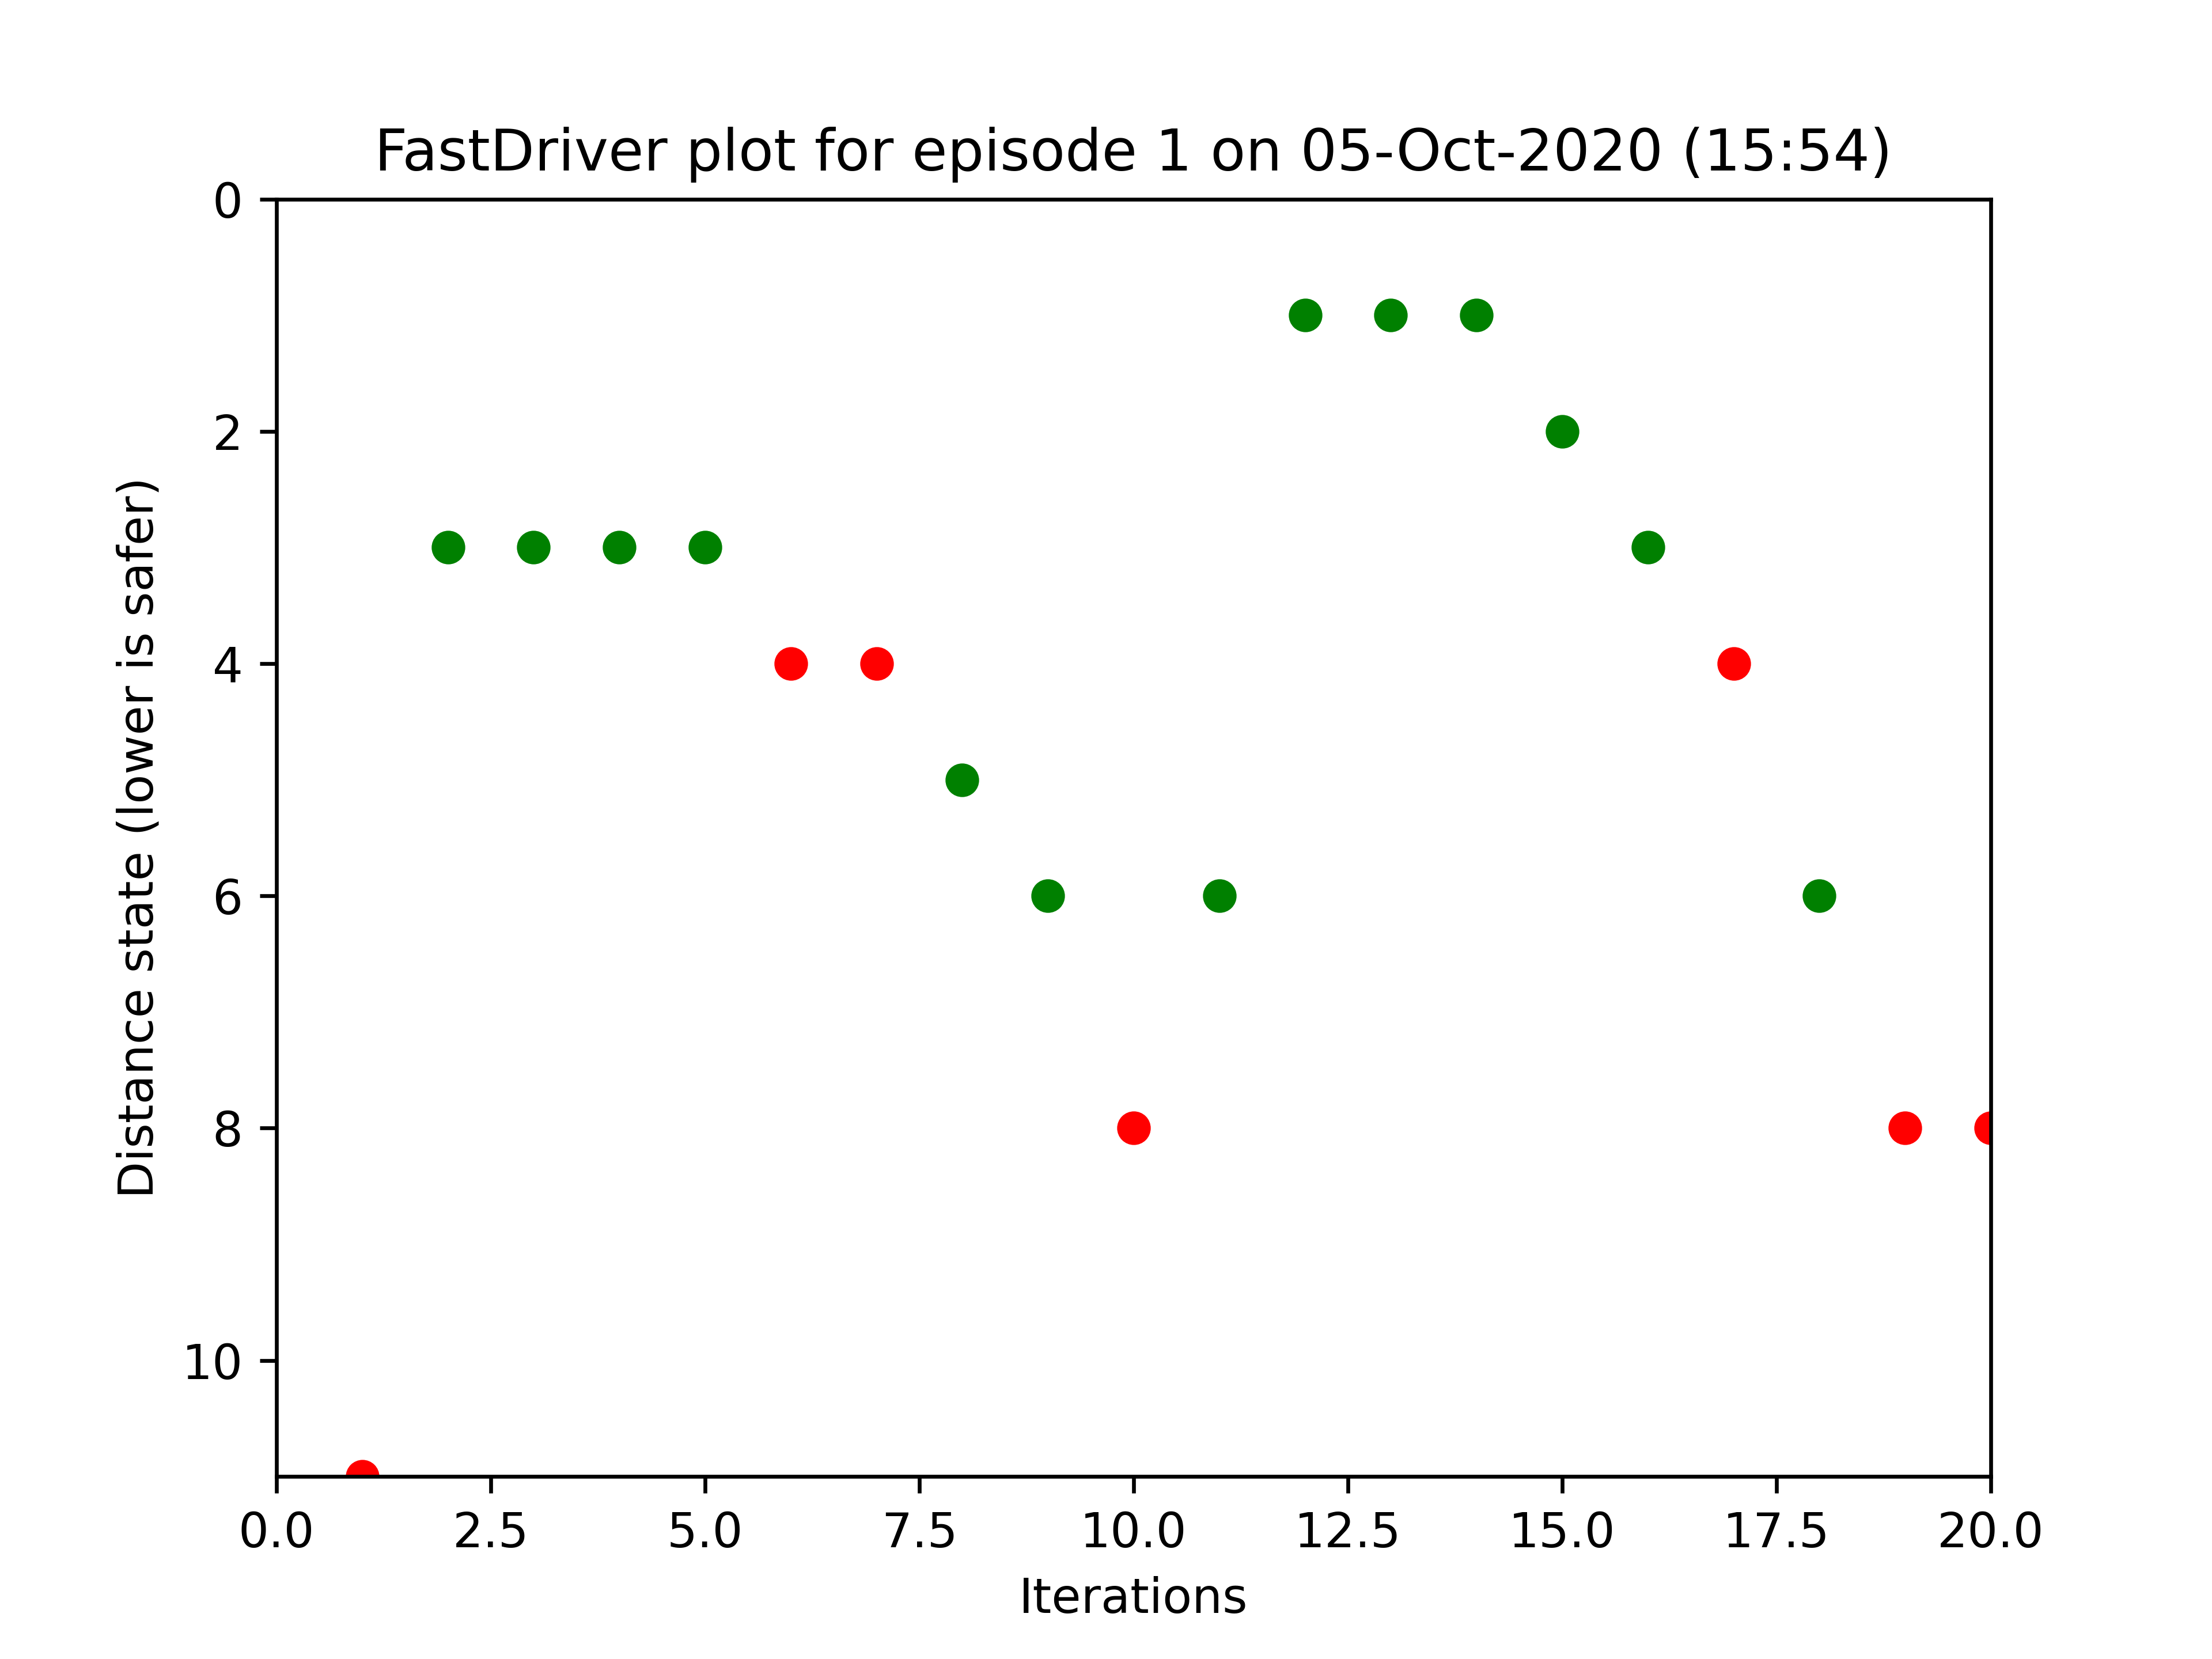 FastDriver plot for episode 1 on 05-Oct-2020 (15:54)
Distance state (lower is safer)
0
2
4
6
8
10
0.0 2.5 5.0 7.5 10.0 12.5 15.0 17.5 20.0
Iterations